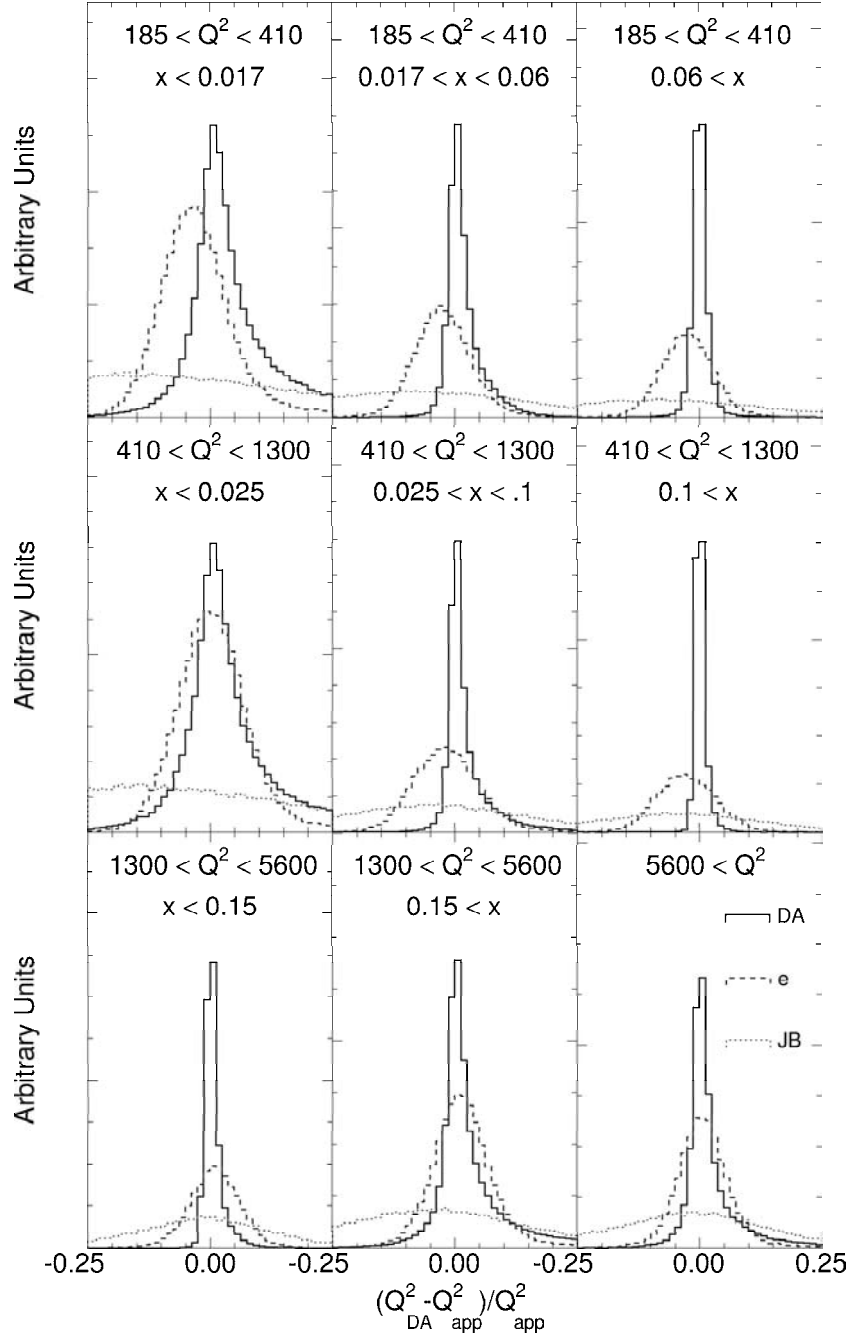 185 < Q² < 410
x < 0.017
185 < Q² < 410
0.017 < x < 0.06
185 < Q² < 410
0.06 < x
Arbitrary Units
410 < Q² < 1300
x < 0.025
410 < Q² < 1300
0.025 < x < .1
410 < Q² < 1300
0.1 < x
Arbitrary Units
1300 < Q² < 5600
x < 0.15
1300 < Q² < 5600
0.15 < x
5600 < Q²
DA
e
JB
Arbitrary Units
-0.25 0.00 -0.25 0.00 -0.25 0.00 0.25
(Q²DA-Q²app)/Q²app